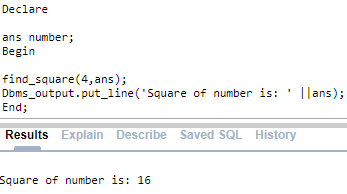 Declare
ans number;
Begin
find_square(4,ans);
Dbms_output.put_line('Square of number is: ' ||ans);
End;
Results Explain Describe Saved SQL History
Square of number is: 16